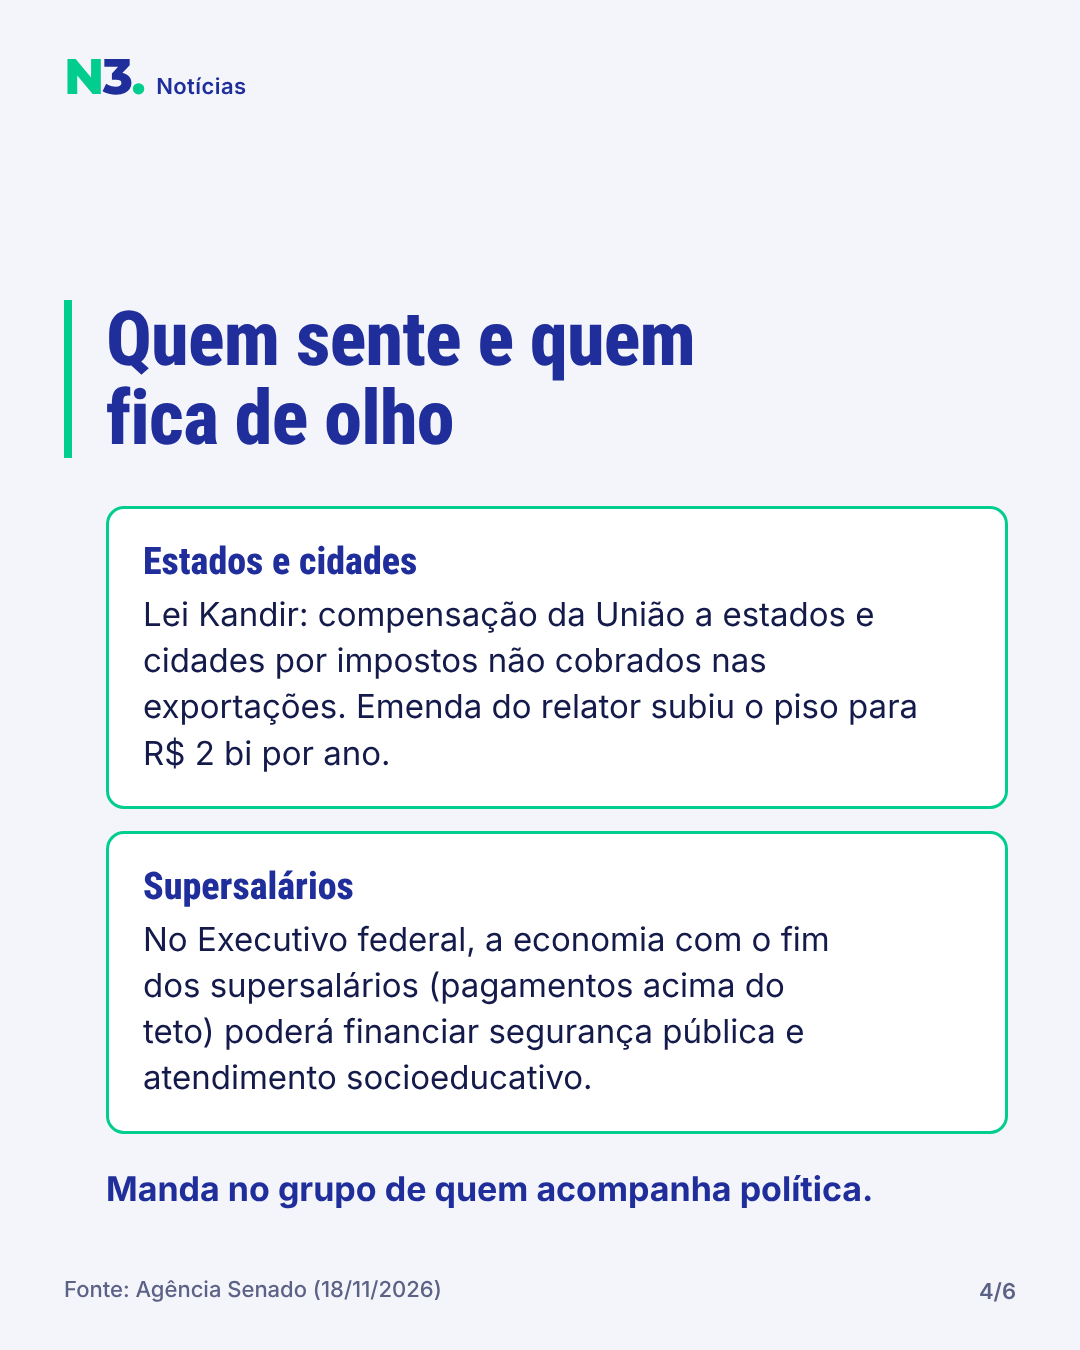 N3. Notícias
Quem sente e quem
fica de olho
Estados e cidades
Lei Kandir: compensação da União a estados e
cidades por impostos não cobrados nas
exportações. Emenda do relator subiu o piso para
R$ 2 bi por ano.
Supersalários
No Executivo federal, a economia com o fim
dos supersalários (pagamentos acima do
teto) poderá financiar segurança pública e
atendimento socioeducativo.
Manda no grupo de quem acompanha política.
Fonte: Agência Senado (18/11/2026)
4/6